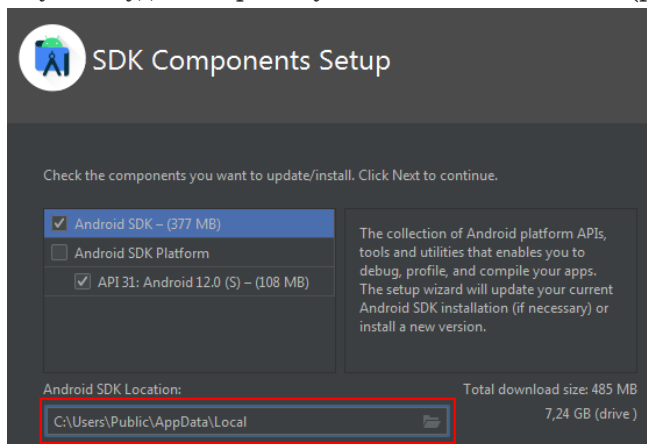 SDK Components Setup
Check the components you want to update/install. Click Next to continue.
Android SDK – (377 MB)
Android SDK Platform
API 31: Android 12.0 (S) – (108 MB)
The collection of Android platform APIs,
tools and utilities that enables you to
debug, profile, and compile your apps.
The setup wizard will update your current
Android SDK installation (if necessary) or
install a new version.
Android SDK Location:
C:\Users\Public\AppData\Local
Total download size: 485 MB
7,24 GB (drive )